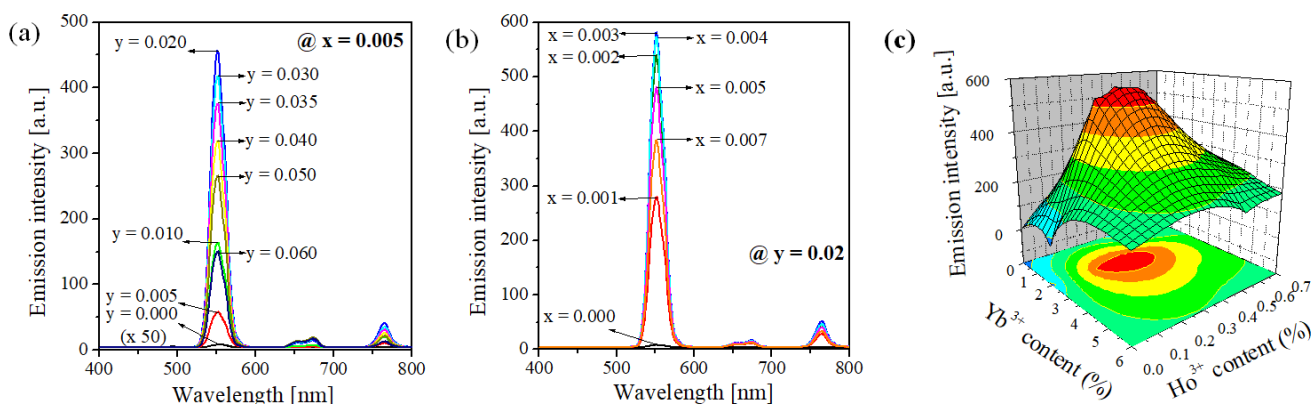 (a)
500
400
300
200
100
0
Emission intensity [a.u.]
@ x = 0.005
y = 0.020
y = 0.030
y = 0.035
y = 0.040
y = 0.050
y = 0.010
y = 0.060
y = 0.005
y = 0.000
(x 50)
400 500 600 700 800
Wavelength [nm]
(b)
600
500
400
300
200
100
0
Emission intensity [a.u.]
x = 0.003
x = 0.004
x = 0.002
x = 0.005
x = 0.007
x = 0.001
@ y = 0.02
x = 0.000
400 500 600 700 800
Wavelength [nm]
(c)
600
400
200
0
Emission intensity [a.u.]
0 1 2 3 4 5 6
Yb³⁺ content (%)
0.0 0.1 0.2 0.3 0.4 0.5 0.6 0.7
Ho³⁺ content (%)